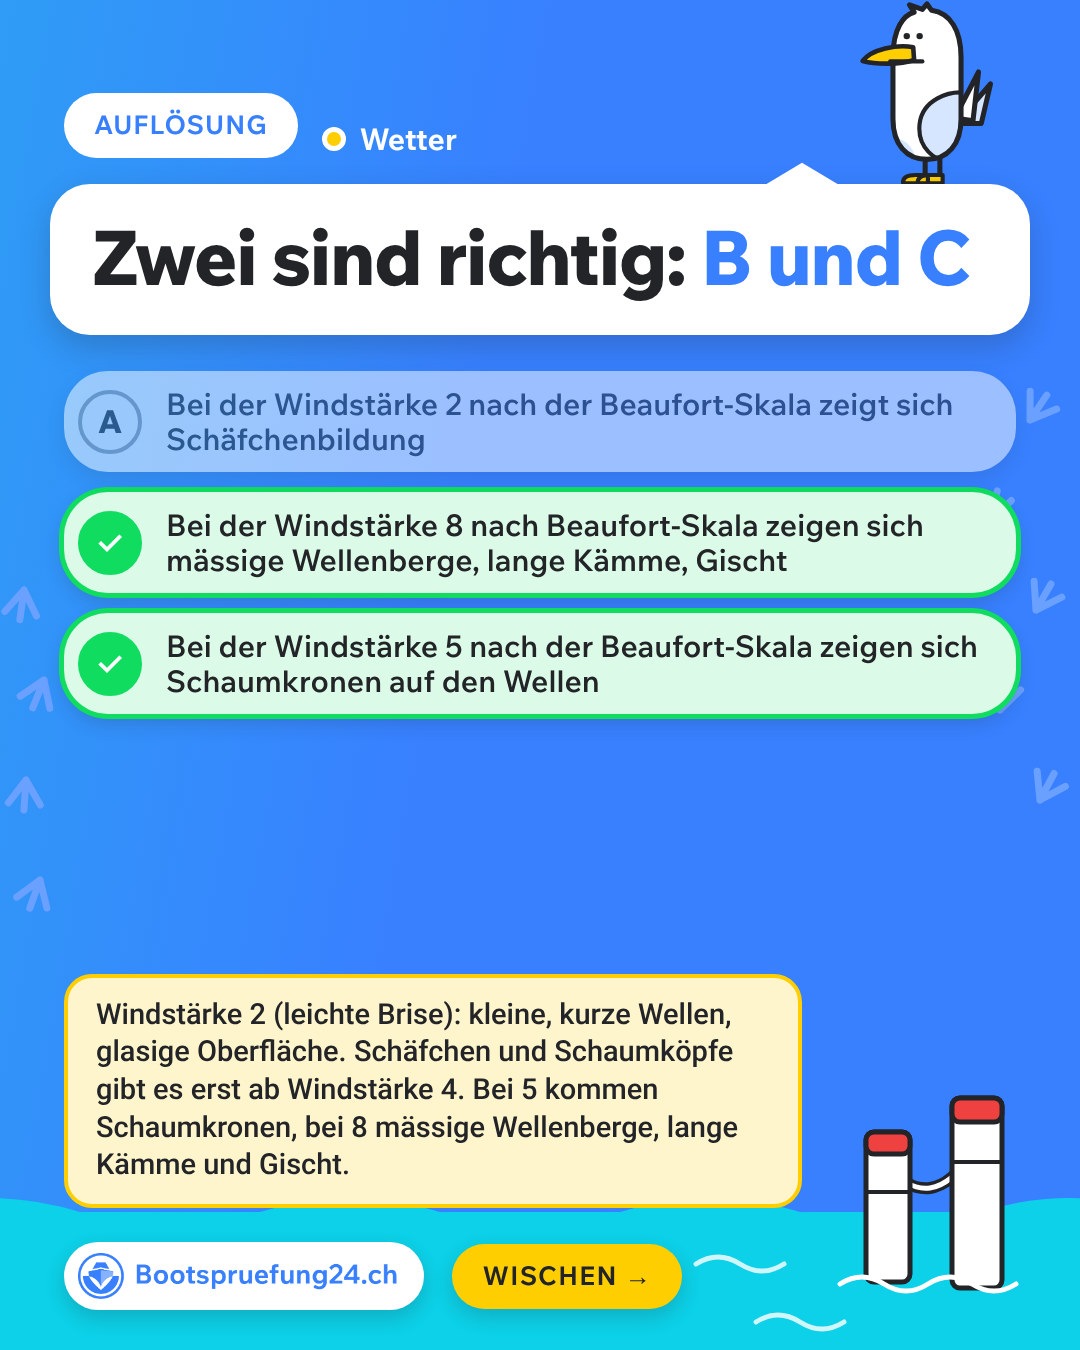 AUFLÖSUNG
Wetter
Zwei sind richtig: B und C
A
Bei der Windstärke 2 nach der Beaufort-Skala zeigt sich
Schäfchenbildung
Bei der Windstärke 8 nach Beaufort-Skala zeigen sich
mässige Wellenberge, lange Kämme, Gischt
Bei der Windstärke 5 nach der Beaufort-Skala zeigen sich
Schaumkronen auf den Wellen
Windstärke 2 (leichte Brise): kleine, kurze Wellen,
glasige Oberfläche. Schäfchen und Schaumköpfe
gibt es erst ab Windstärke 4. Bei 5 kommen
Schaumkronen, bei 8 mässige Wellenberge, lange
Kämme und Gischt.
Bootspruefung24.ch
WISCHEN →